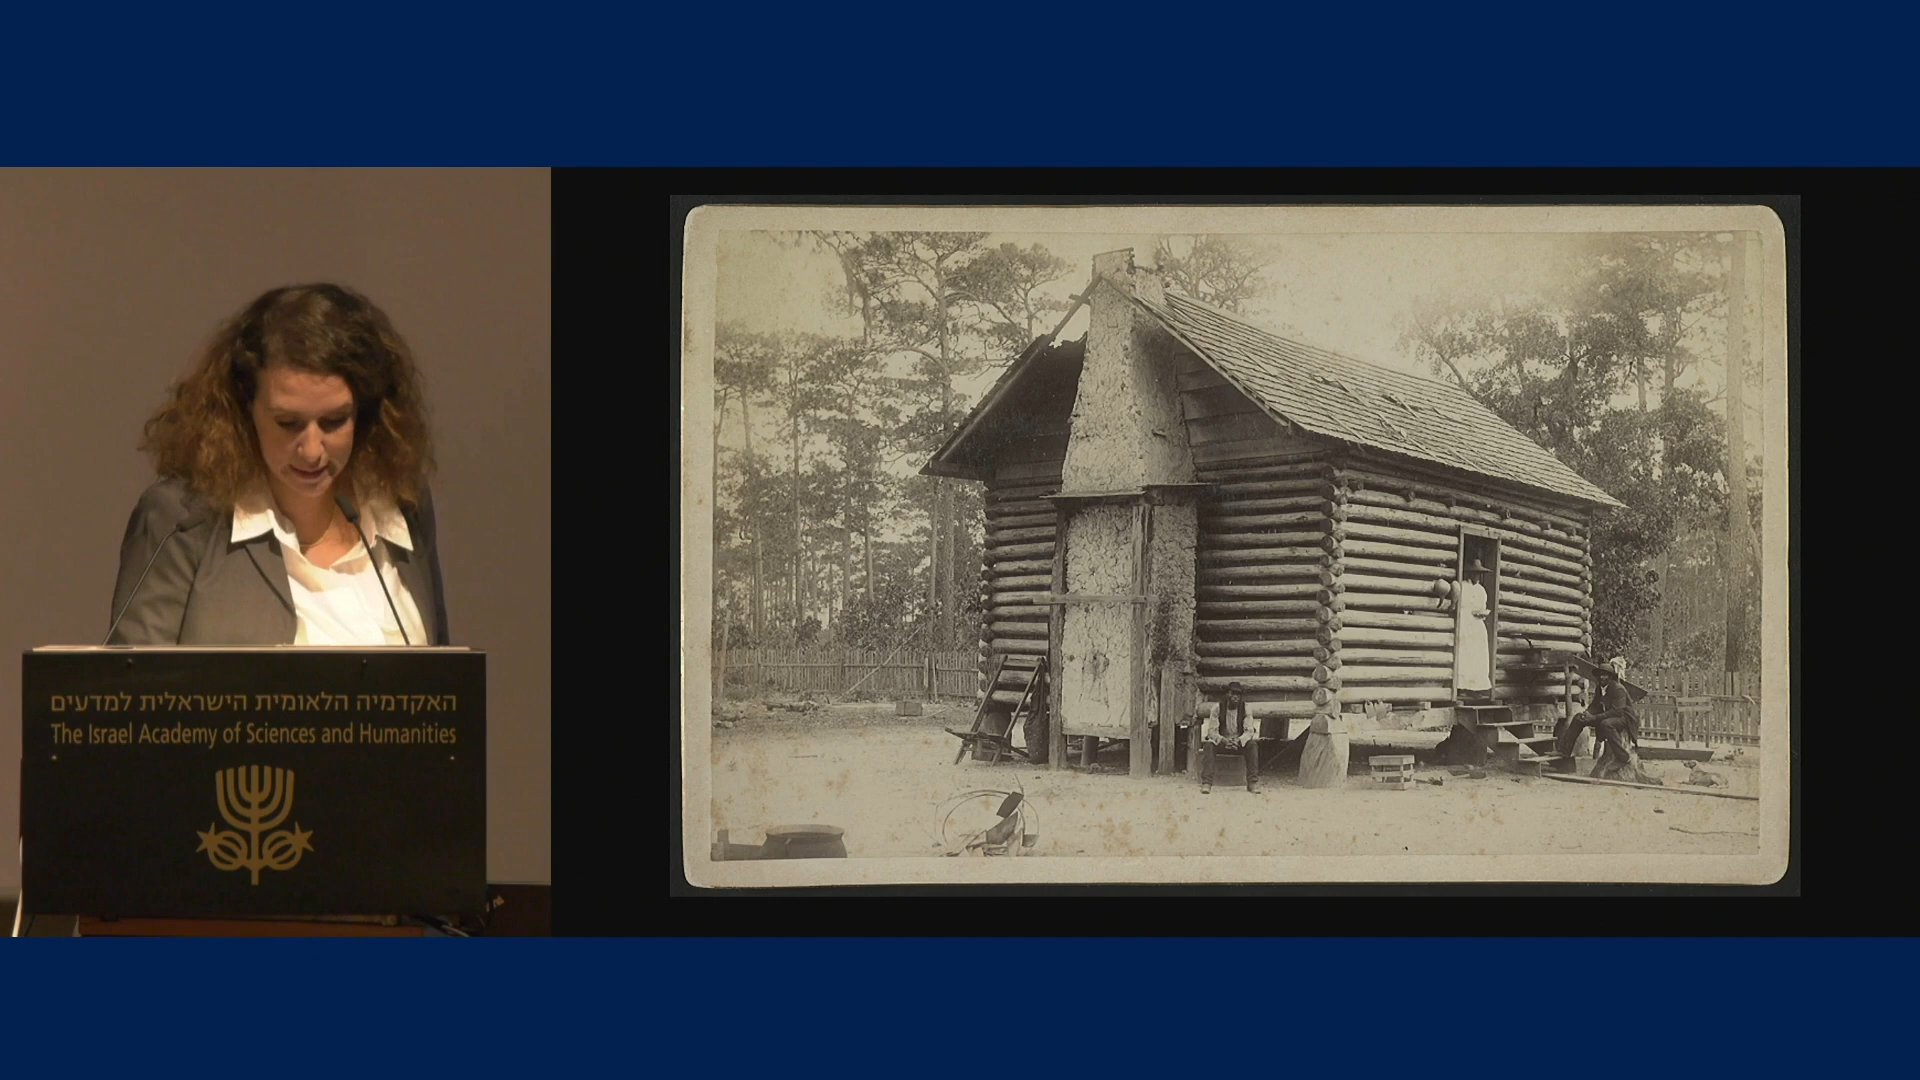 האקדמיה הלאומית הישראלית למדעים
The Israel Academy of Sciences and Humanities